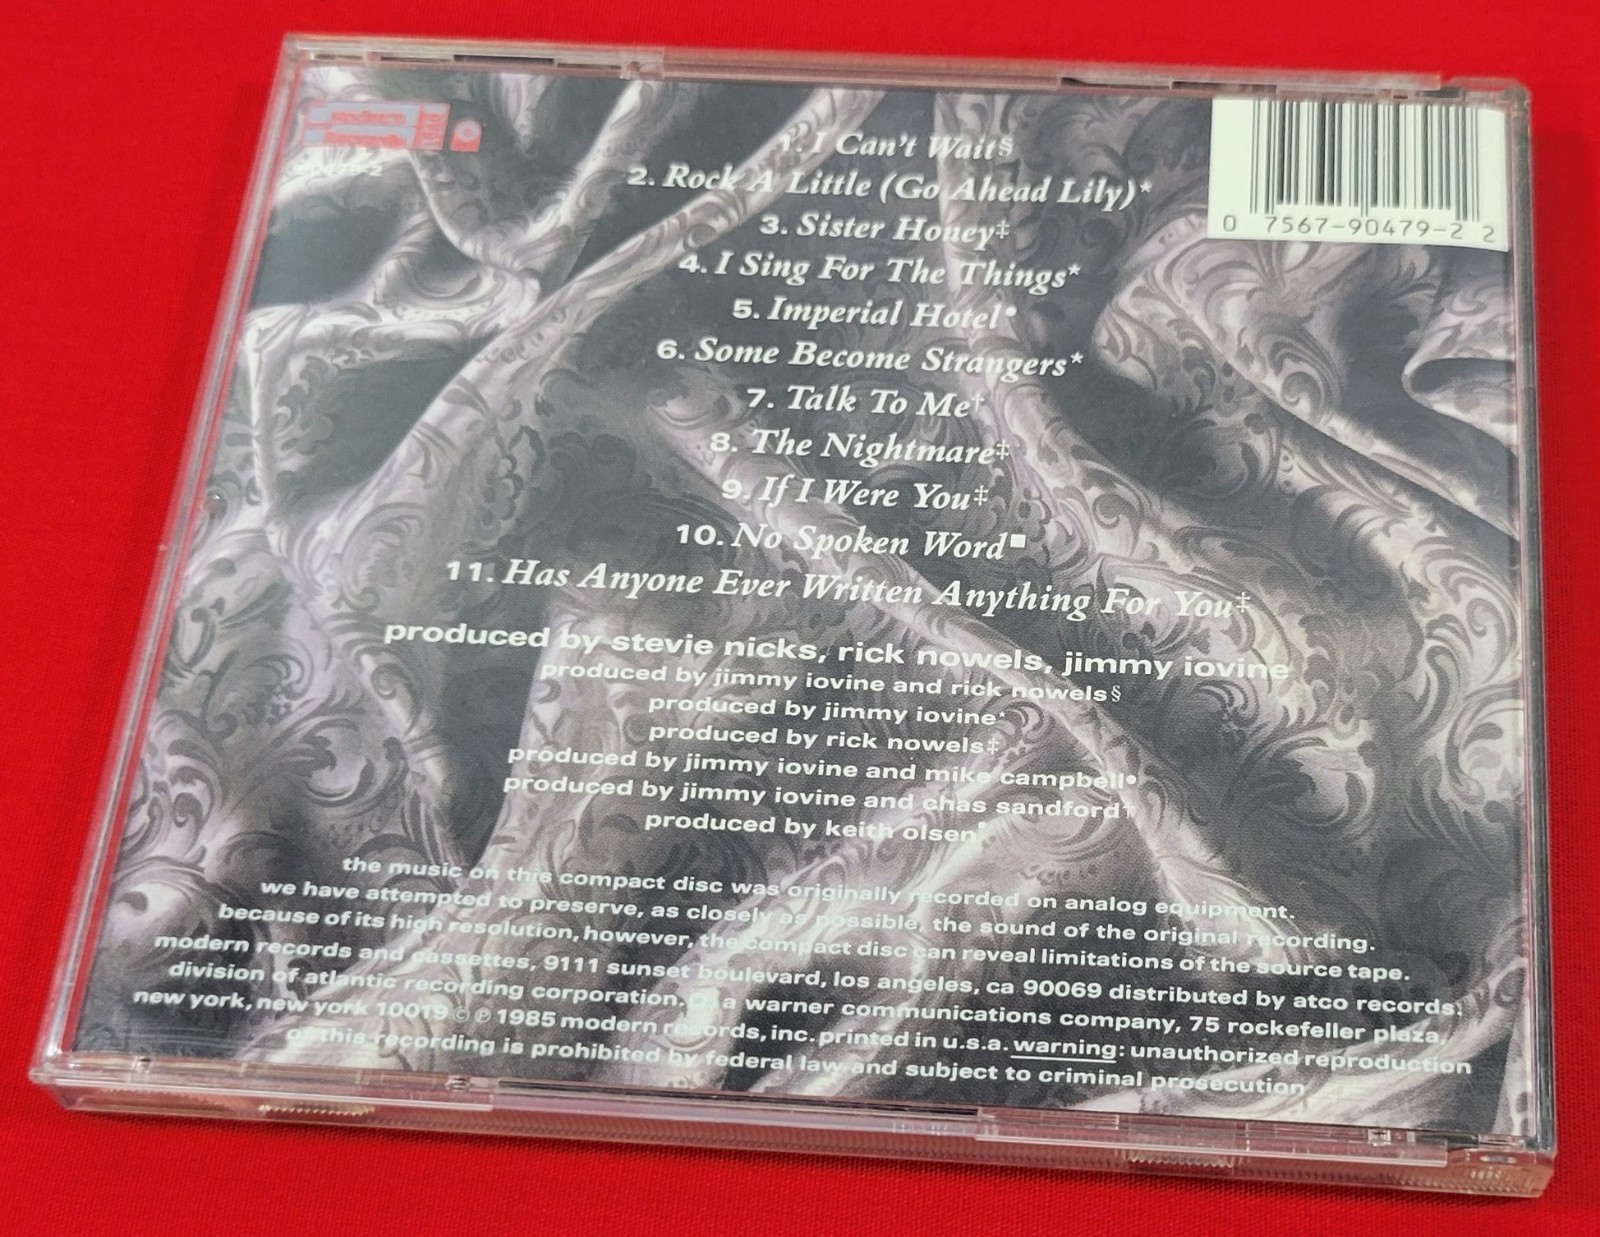 modern
records
90479-2
1. I Can't Wait§
2. Rock A Little (Go Ahead Lily)*
3. Sister Honey‡
4. I Sing For The Things*
5. Imperial Hotel•
6. Some Become Strangers*
7. Talk To Me†
8. The Nightmare‡
9. If I Were You‡
10. No Spoken Word■
11. Has Anyone Ever Written Anything For You‡
0 7567-90479-2 2
produced by stevie nicks, rick nowels, jimmy iovine
produced by jimmy iovine and rick nowels§
produced by jimmy iovine*
produced by rick nowels‡
produced by jimmy iovine and mike campbell•
produced by jimmy iovine and chas sandford†
produced by keith olsen■
the music on this compact disc was originally recorded on analog equipment.
we have attempted to preserve, as closely as possible, the sound of the original recording.
because of its high resolution, however, the compact disc can reveal limitations of the source tape.
modern records and cassettes, 9111 sunset boulevard, los angeles, ca 90069 distributed by atco records,
division of atlantic recording corporation. a warner communications company, 75 rockefeller plaza,
new york, new york 10019 © ℗ 1985 modern records, inc. printed in u.s.a. warning: unauthorized reproduction
of this recording is prohibited by federal law and subject to criminal prosecution